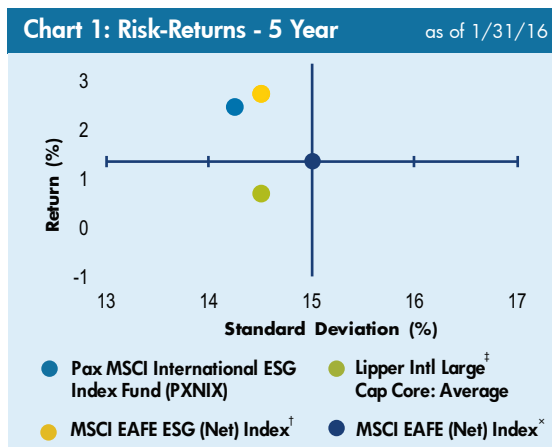 Chart 1: Risk-Returns - 5 Year as of 1/31/16
3
2
1
0
-1
Return (%)
13 14 15 16 17
Standard Deviation (%)
Pax MSCI International ESG
Index Fund (PXNIX)
Lipper Intl Large‡
Cap Core: Average
MSCI EAFE ESG (Net) Index†
MSCI EAFE (Net) Index×